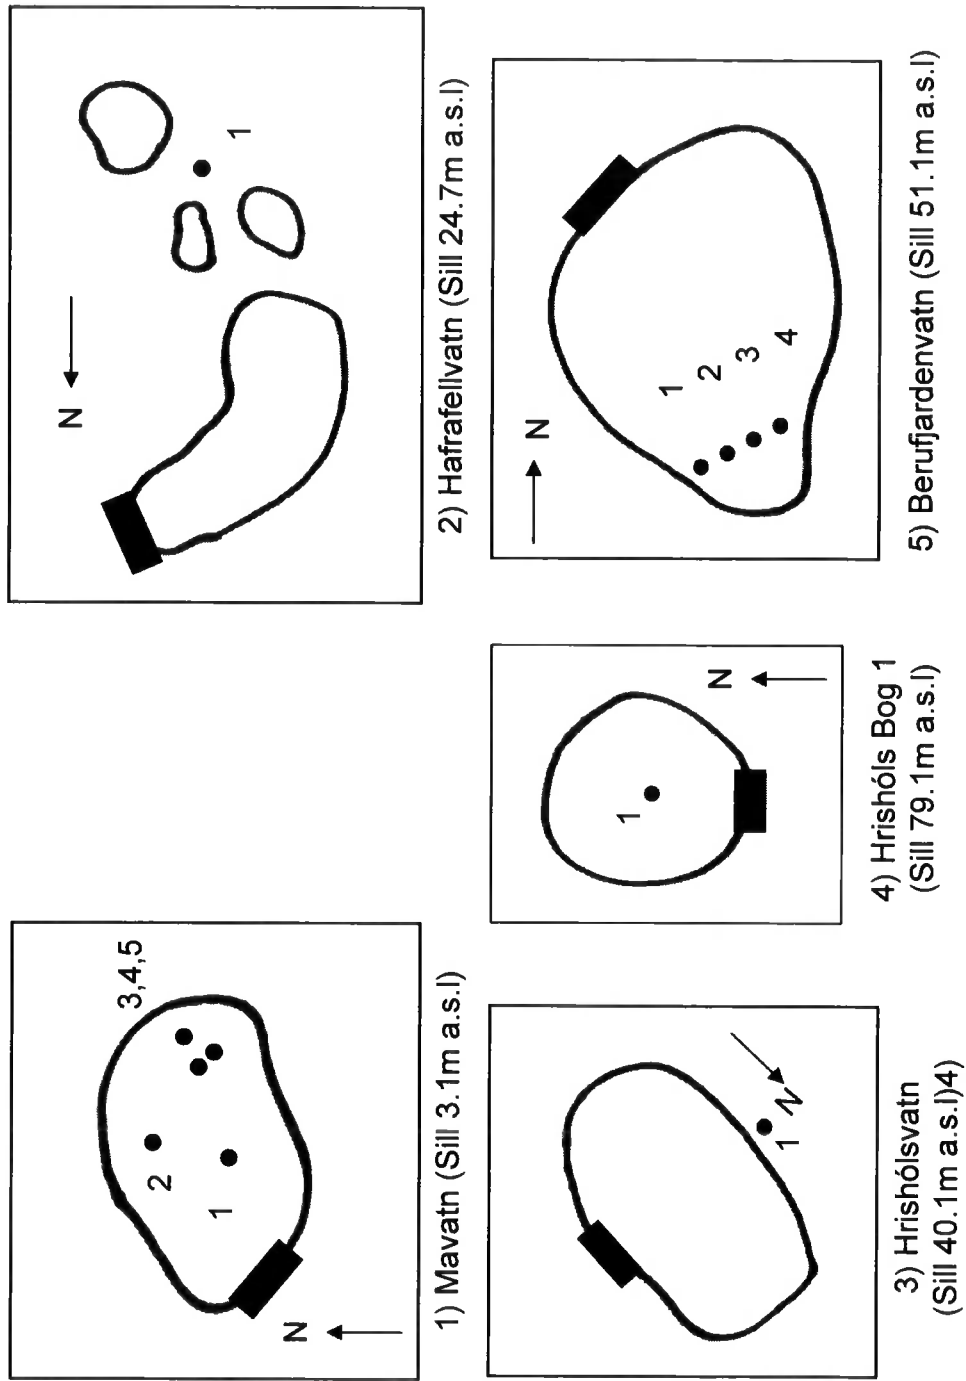 N
1
2
3,4,5
1) Mavatn (Sill 3.1m a.s.l)
N
1
2) Hafrafellvatn (Sill 24.7m a.s.l)
N
1
3) Hrishólsvatn
(Sill 40.1m a.s.l)4
N
1
4) Hrishóls Bog 1
(Sill 79.1m a.s.l)
N
1
2
3
4
5) Berufjardenvatn (Sill 51.1m a.s.l)